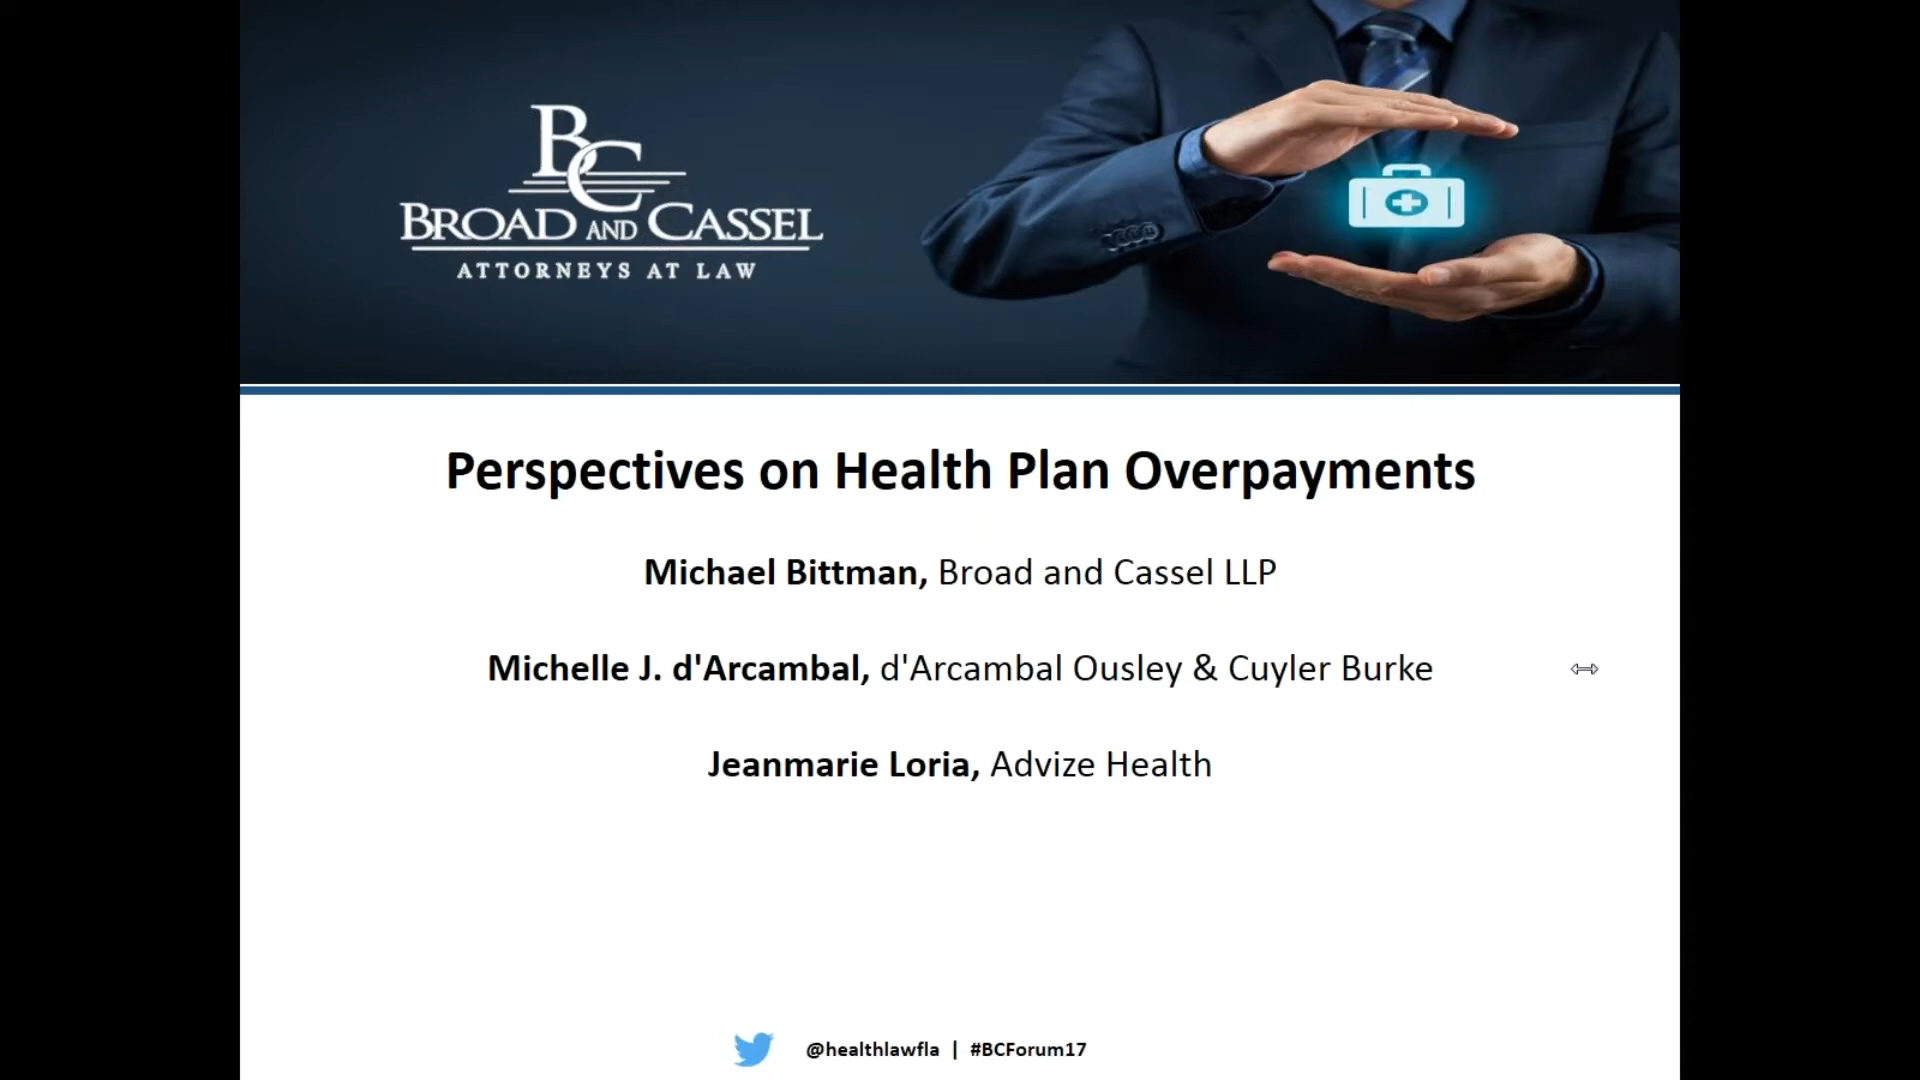 BC
BROAD AND CASSEL
ATTORNEYS AT LAW
Perspectives on Health Plan Overpayments
Michael Bittman, Broad and Cassel LLP
Michelle J. d'Arcambal, d'Arcambal Ousley & Cuyler Burke
Jeanmarie Loria, Advize Health
@healthlawfla | #BCForum17